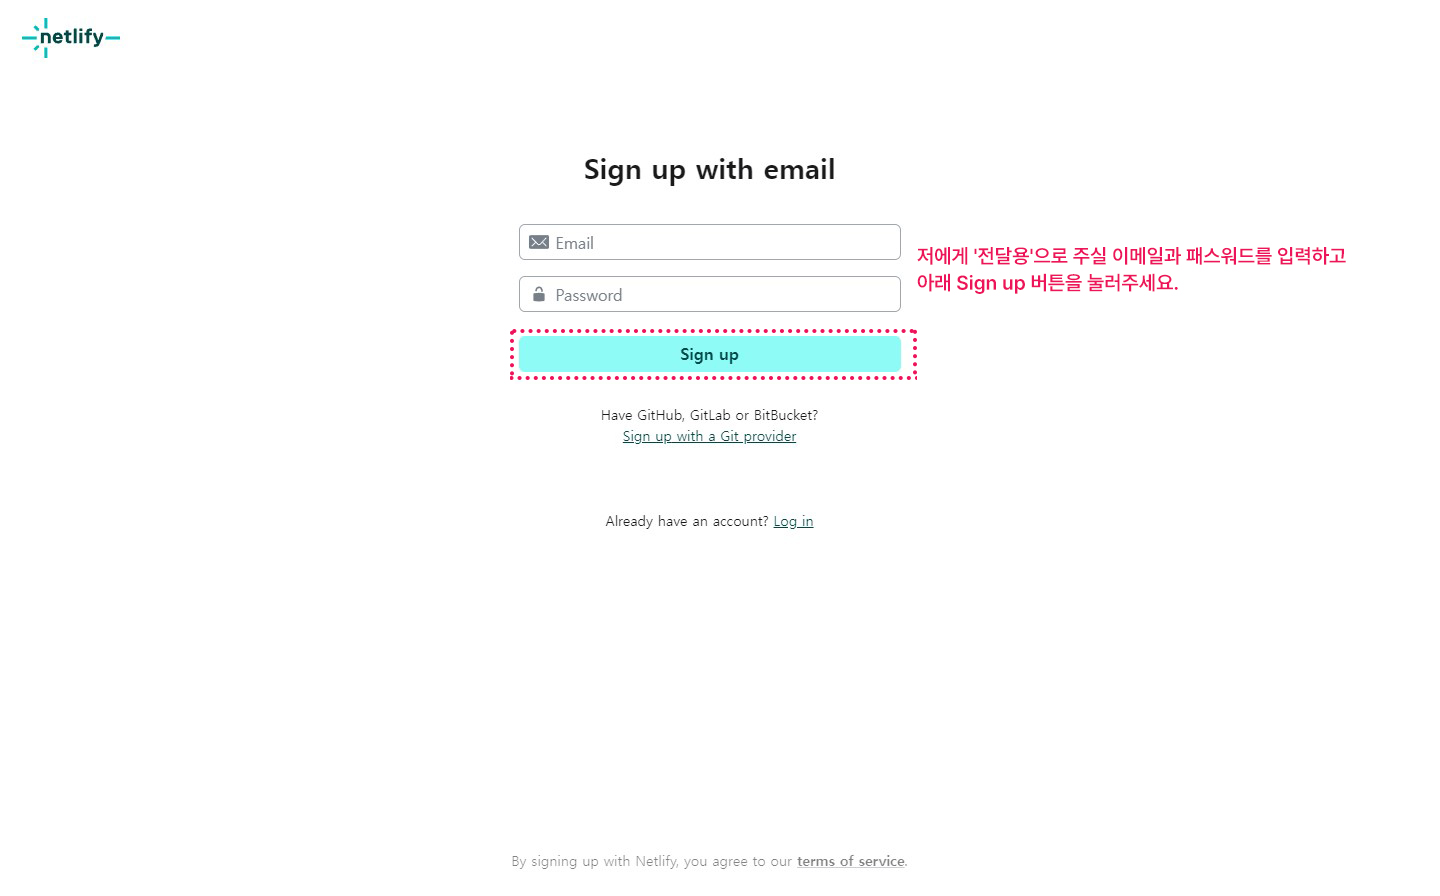 netlify
Sign up with email
Email
저에게 '전달용'으로 주실 이메일과 패스워드를 입력하고
아래 Sign up 버튼을 눌러주세요.
Password
Sign up
Have GitHub, GitLab or BitBucket?
Sign up with a Git provider
Already have an account? Log in
By signing up with Netlify, you agree to our terms of service.